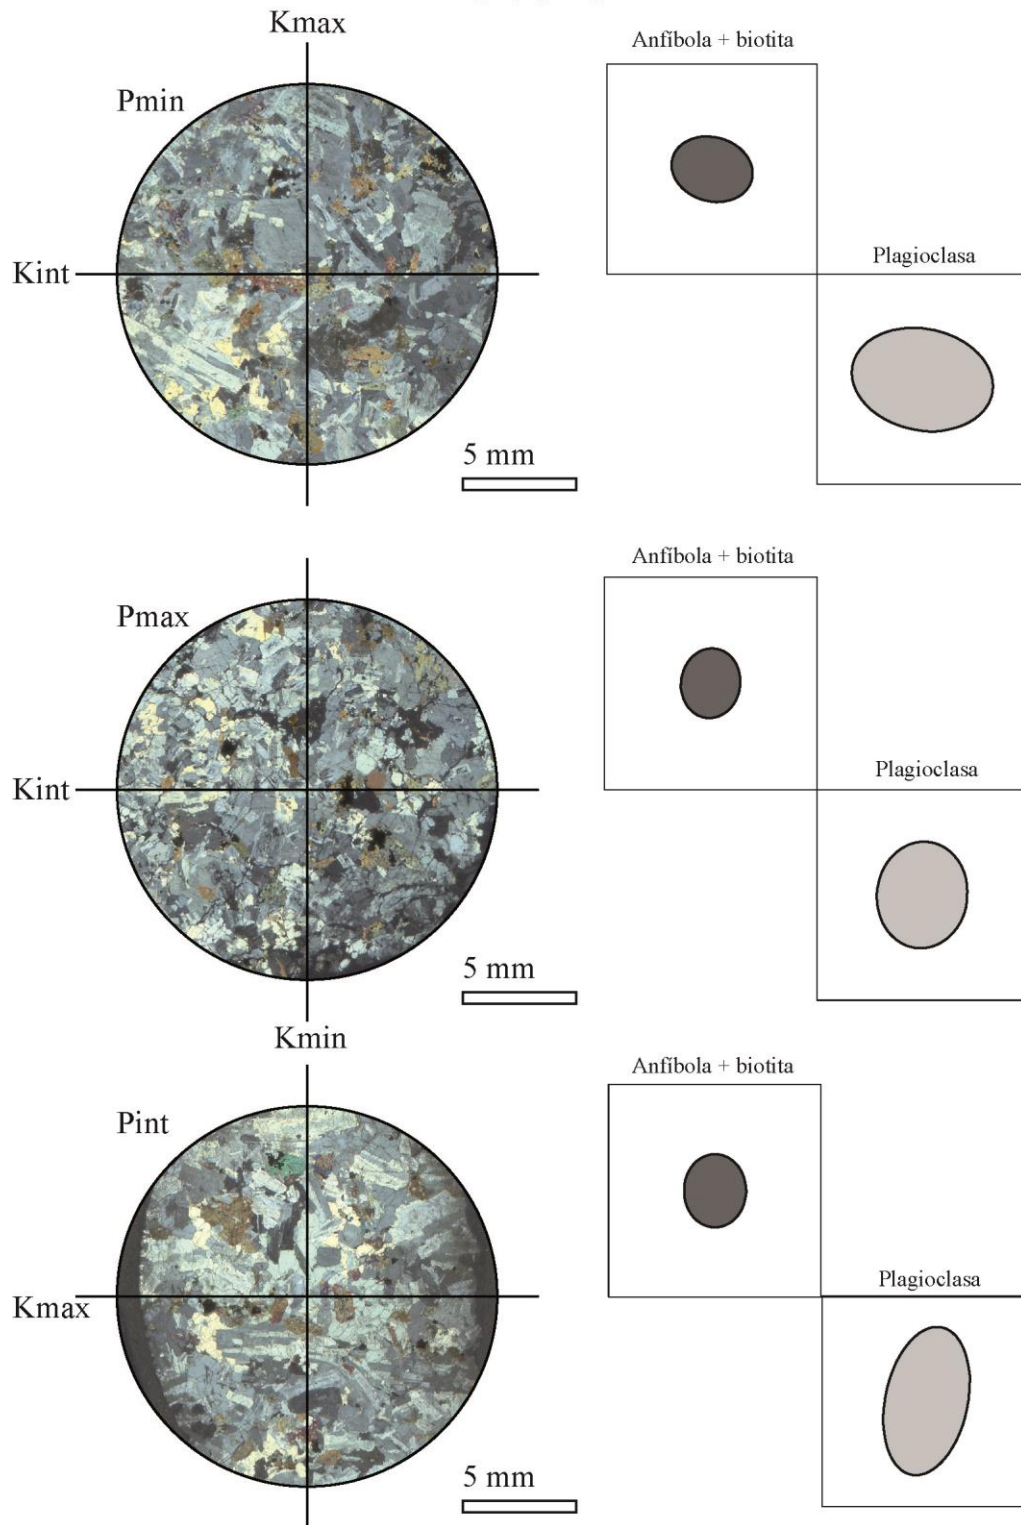 Kmax
Anfíbola + biotita
Pmin
Plagioclasa
Kint
5 mm
Anfíbola + biotita
Pmax
Plagioclasa
Kint
5 mm
Kmin
Anfíbola + biotita
Pint
Plagioclasa
Kmax
5 mm